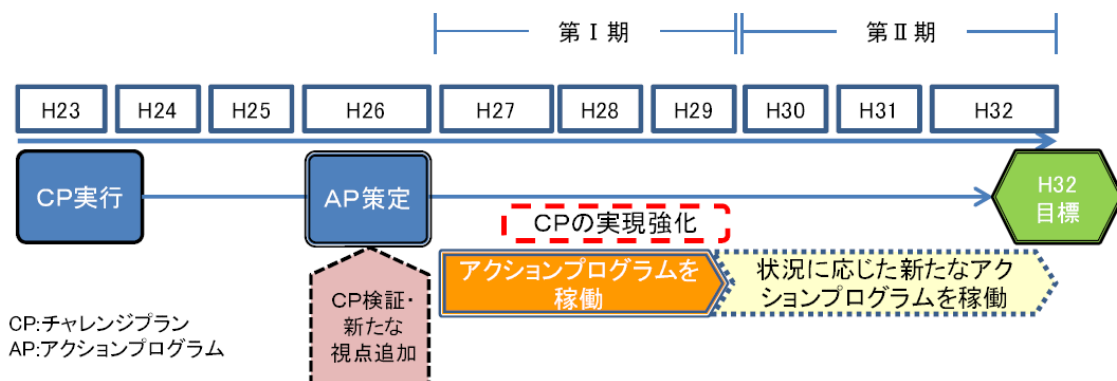 第Ⅰ期
第Ⅱ期
H23
H24
H25
H26
H27
H28
H29
H30
H31
H32
CP実行
AP策定
H32
目標
CPの実現強化
アクションプログラムを
稼働
状況に応じた新たなアク
ションプログラムを稼働
CP検証・
新たな
視点追加
CP:チャレンジプラン
AP:アクションプログラム